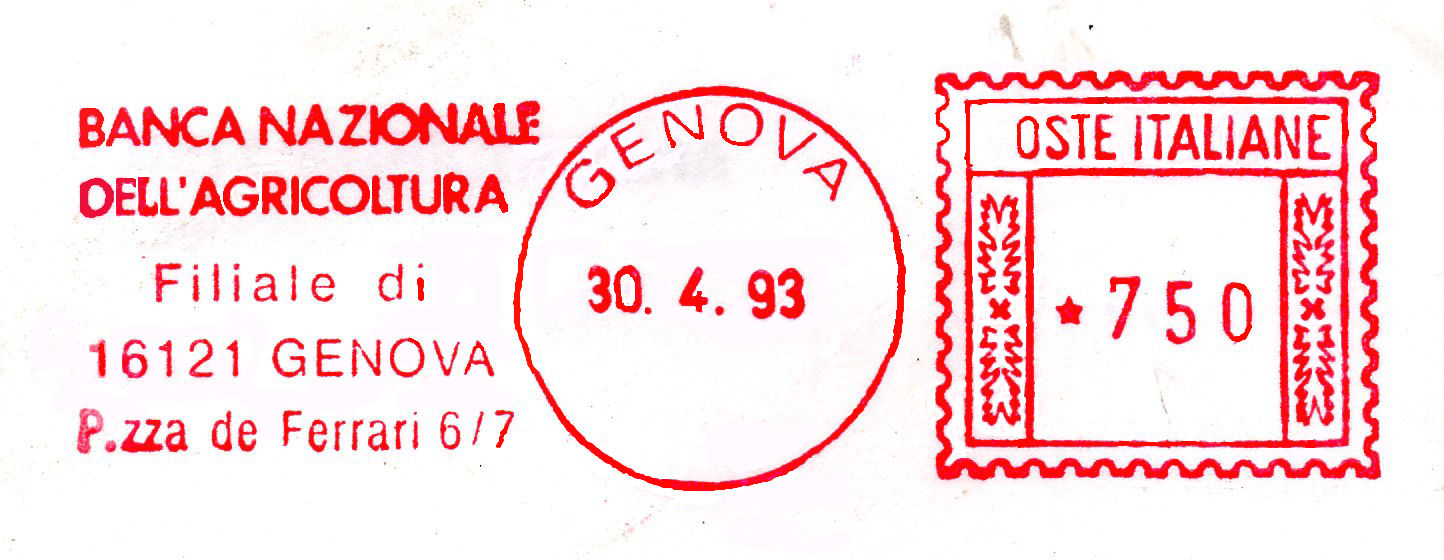 BANCA NAZIONALE
DELL'AGRICOLTURA
Filiale di
16121 GENOVA
P.zza de Ferrari 6/7
GENOVA
30. 4. 93
OSTE ITALIANE
★750